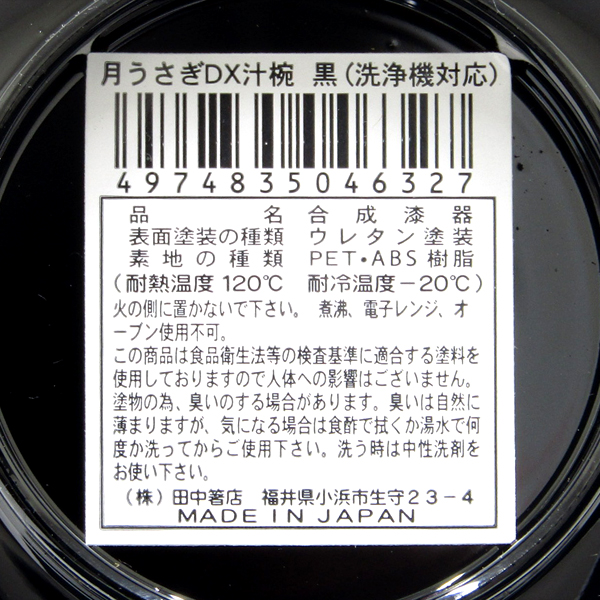 月うさぎDX汁椀 黒(洗浄機対応)
4974835046327
品名 合成漆器
表面塗装の種類 ウレタン塗装
素地の種類 PET・ABS樹脂
(耐熱温度120℃ 耐冷温度-20℃)
火の側に置かないで下さい。 煮沸、電子レンジ、オ
ーブン使用不可。
この商品は食品衛生法等の検査基準に適合する塗料を
使用しておりますので人体への影響はございません。
塗物の為、臭いのする場合があります。臭いは自然に
薄まりますが、気になる場合は食酢で拭くか湯水で何
度か洗ってからご使用下さい。洗う時は中性洗剤を
お使い下さい。
(株)田中箸店 福井県小浜市生守23-4
MADE IN JAPAN